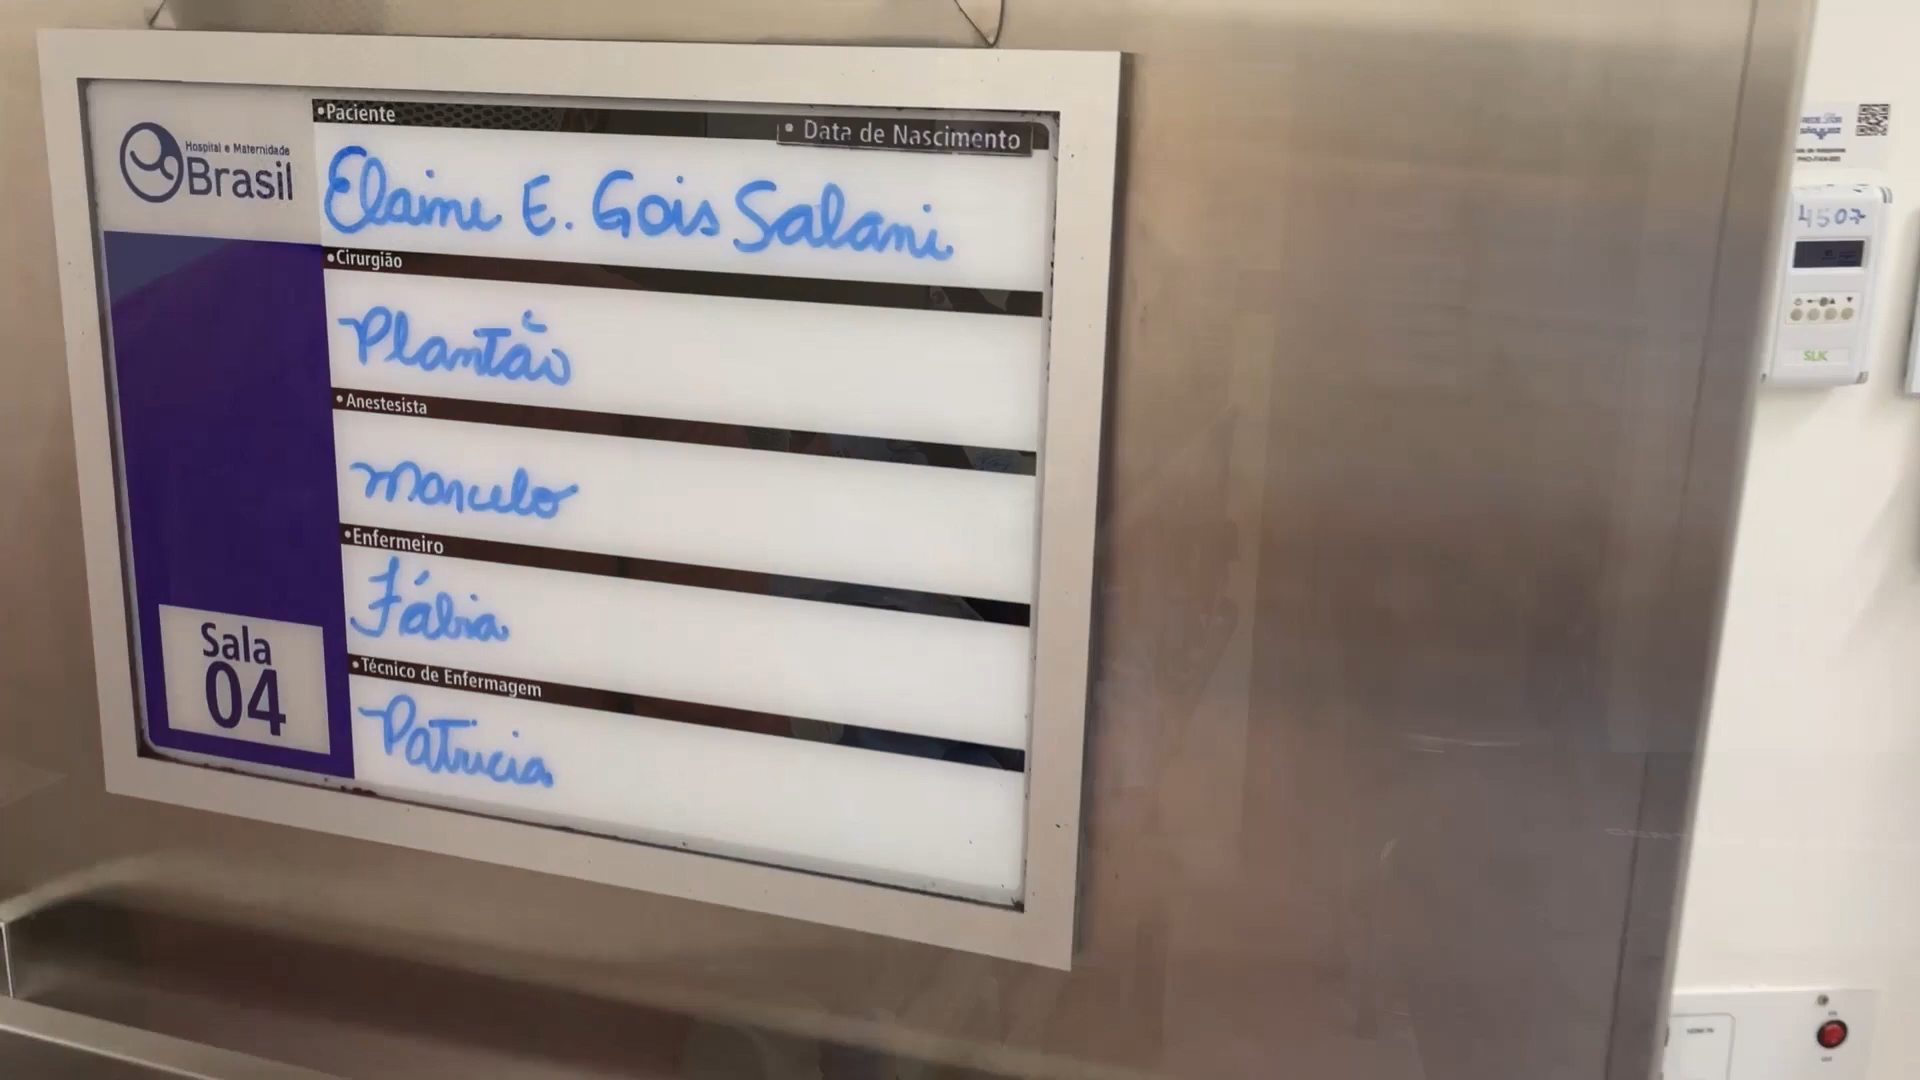 Hospital e Maternidade
Brasil
•Paciente
• Data de Nascimento
Elaine E. Gois Salani
•Cirurgião
Plantão
•Anestesista
Marcelo
•Enfermeiro
Fábia
•Técnico de Enfermagem
Patricia
Sala
04
4507
SLK